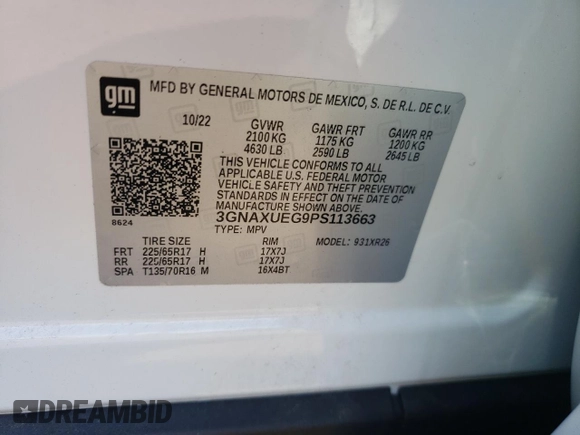 gm
MFD BY GENERAL MOTORS DE MEXICO, S. DE R.L. DE C.V.
10/22 GVWR GAWR FRT GAWR RR
2100 KG 1175 KG 1200 KG
4630 LB 2590 LB 2645 LB
THIS VEHICLE CONFORMS TO ALL
APPLICABLE U.S. FEDERAL MOTOR
VEHICLE SAFETY AND THEFT PREVENTION
STANDARDS IN EFFECT ON THE DATE OF
MANUFACTURE SHOWN ABOVE.
8624 3GNAXUEG9PS113663
TYPE: MPV MODEL: 931XR26
TIRE SIZE RIM
FRT 225/65R17 H 17X7J
RR 225/65R17 H 17X7J
SPA T135/70R16 M 16X4BT
DREAMBID